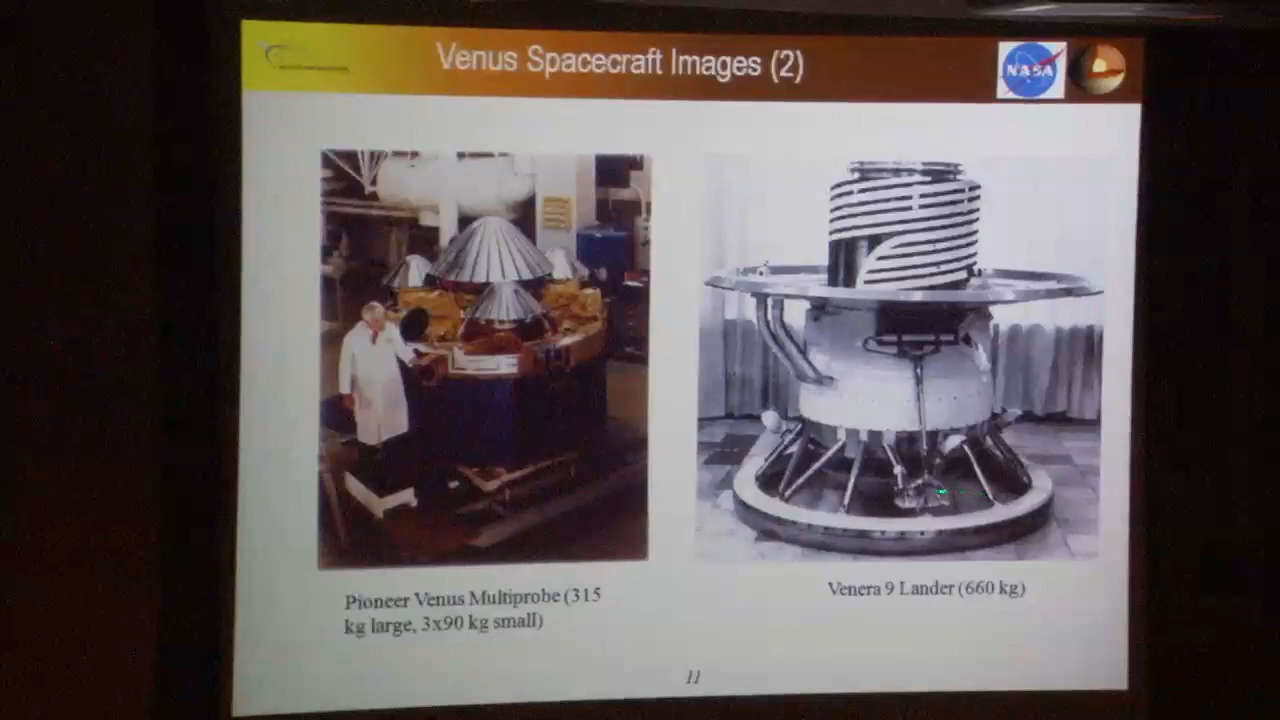 Venus Spacecraft Images (2)
NASA
Pioneer Venus Multiprobe (315
kg large, 3x90 kg small)
Venera 9 Lander (660 kg)
11